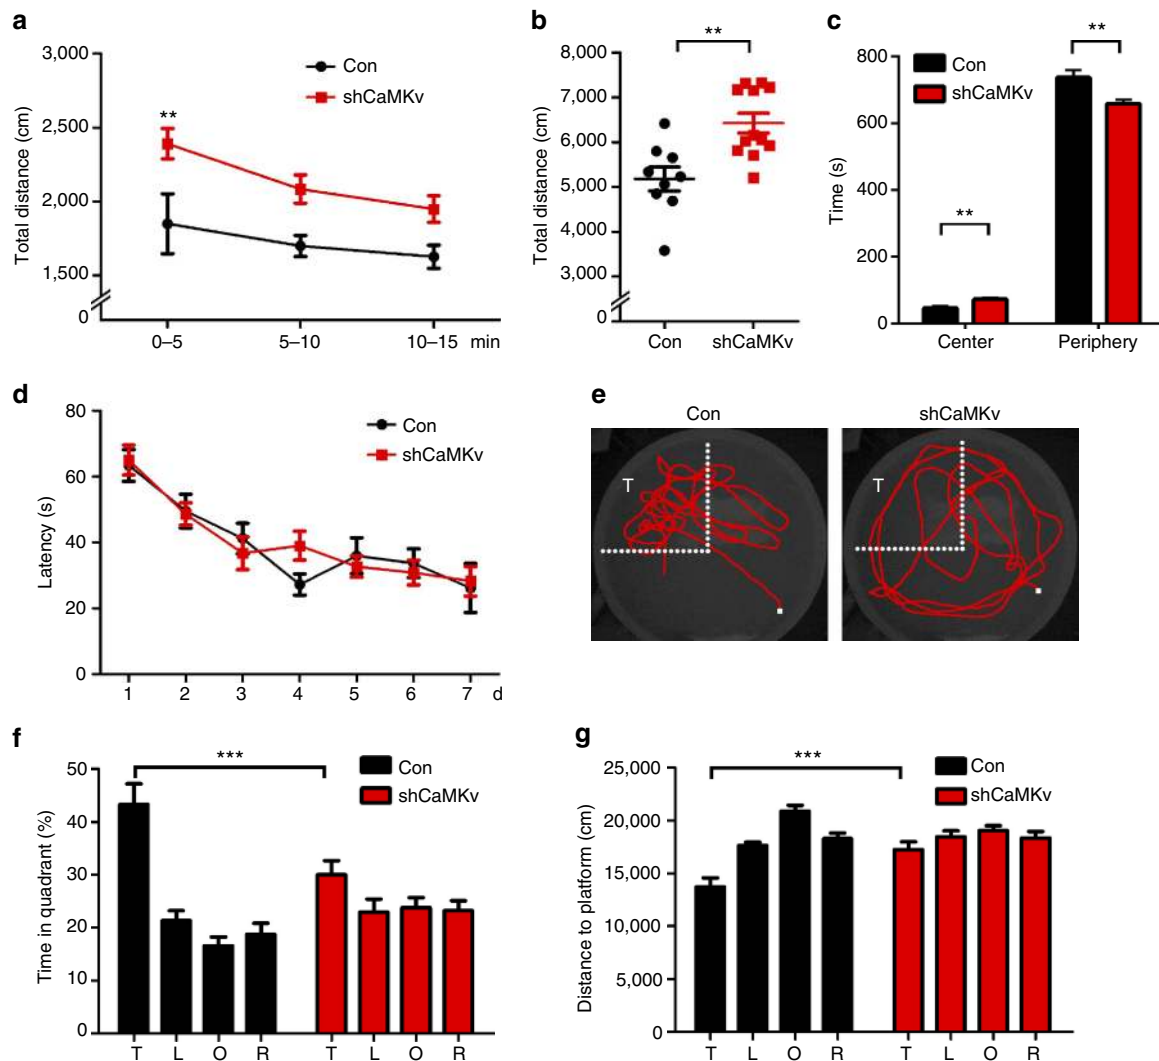 a
3,000
2,500
2,000
1,500
0
Total distance (cm)
**
Con
shCaMKv
0–5 5–10 10–15 min
b
8,000
7,000
6,000
5,000
4,000
3,000
0
Total distance (cm)
**
Con shCaMKv
c
800
600
400
200
0
Time (s)
Con
shCaMKv
**
**
Center Periphery
d
80
60
40
20
0
Latency (s)
Con
shCaMKv
1 2 3 4 5 6 7 d
e
Con shCaMKv
T T
f
50
40
30
20
10
0
Time in quadrant (%)
***
Con
shCaMKv
T L O R T L O R
g
25,000
20,000
15,000
10,000
5,000
0
Distance to platform (cm)
***
Con
shCaMKv
T L O R T L O R